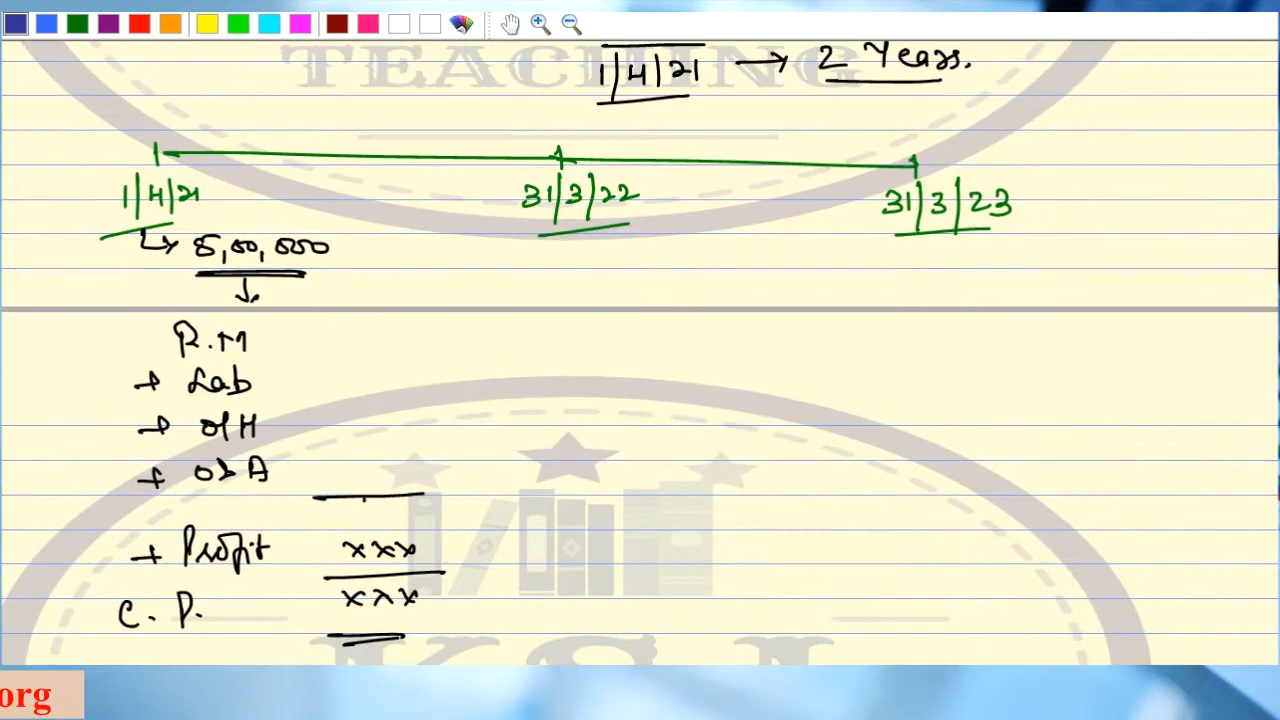 TEACHING
1/4/21 → 2 Years.
1/4/21 31/3/22 31/3/23
↳ 5,00,000
↓
R.M
+ Lab
+ O/H
+ O&A
+ Profit xxx
C. P. xxx
org